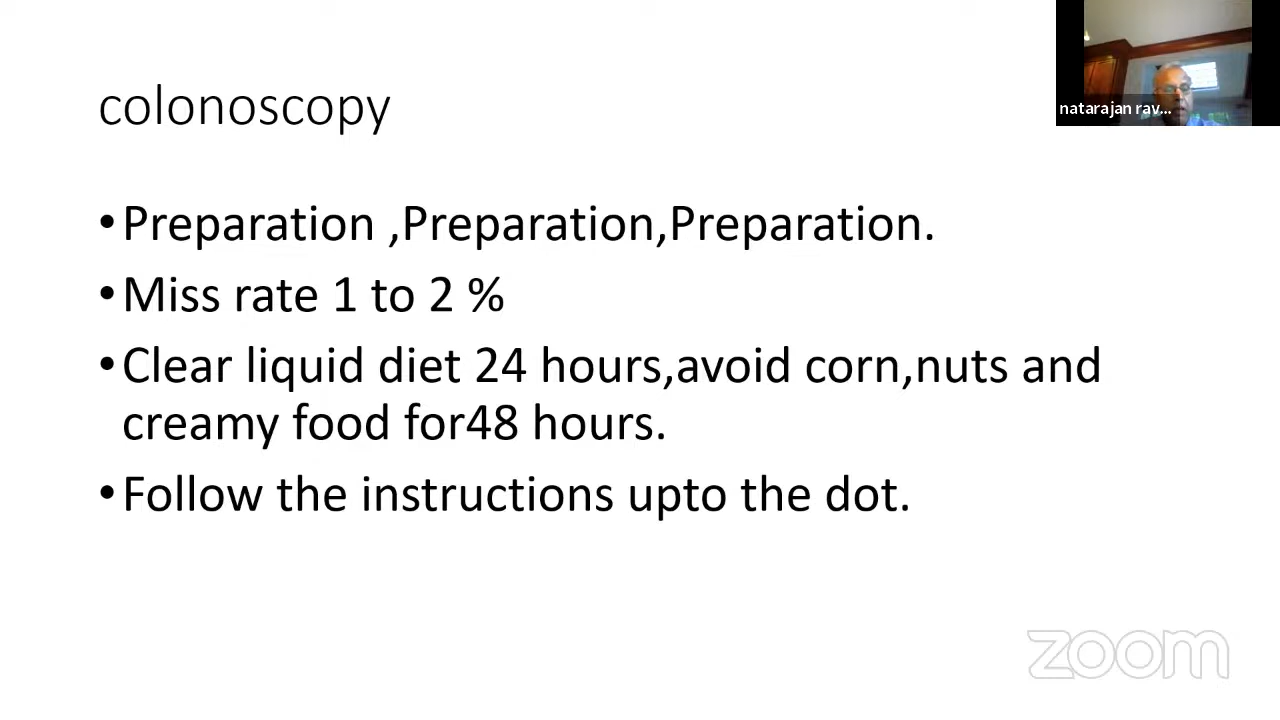 colonoscopy
natarajan rav...
•Preparation ,Preparation,Preparation.
•Miss rate 1 to 2 %
•Clear liquid diet 24 hours,avoid corn,nuts and
creamy food for48 hours.
•Follow the instructions upto the dot.
zoom